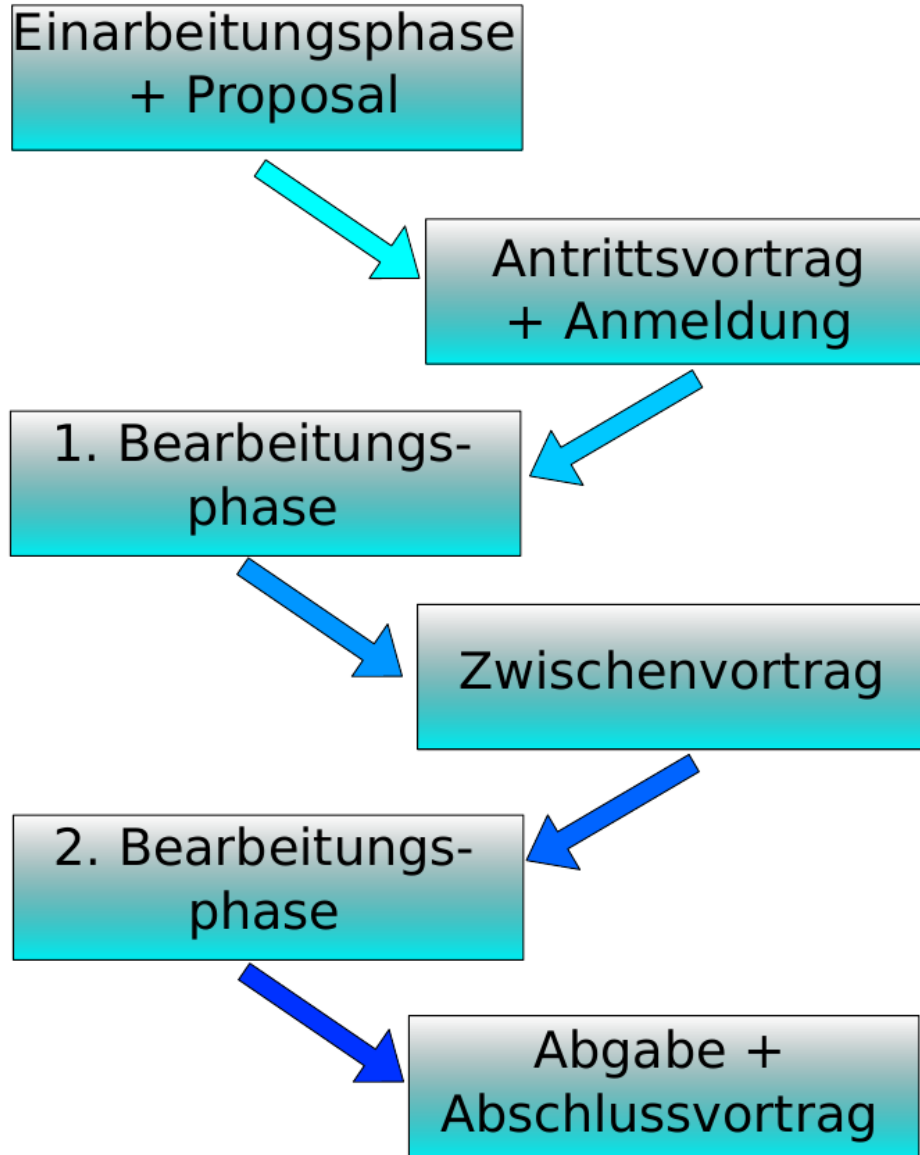 Einarbeitungsphase
+ Proposal
Antrittsvortrag
+ Anmeldung
1. Bearbeitungs-
phase
Zwischenvortrag
2. Bearbeitungs-
phase
Abgabe +
Abschlussvortrag